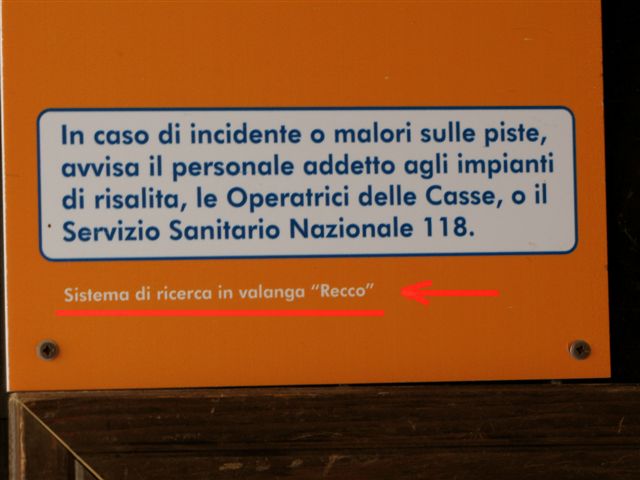 In caso di incidente o malori sulle piste,
avvisa il personale addetto agli impianti
di risalita, le Operatrici delle Casse, o il
Servizio Sanitario Nazionale 118.
Sistema di ricerca in valanga “Recco”